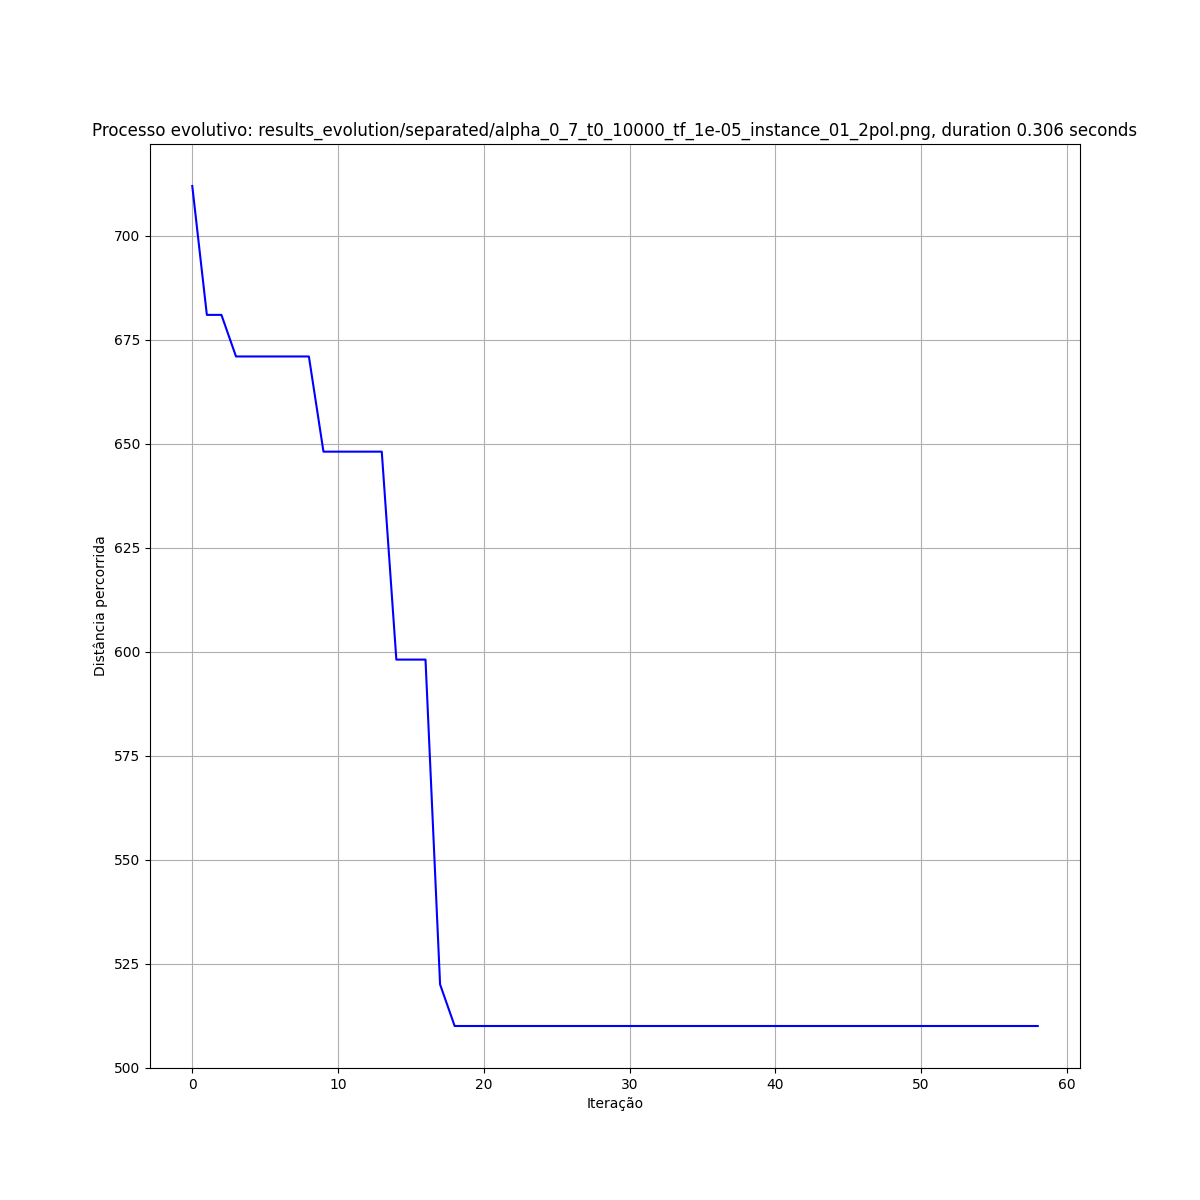 Processo evolutivo: results_evolution/separated/alpha_0_7_t0_10000_tf_1e-05_instance_01_2pol.png, duration 0.306 seconds
700
675
650
625
600
575
550
525
500
Distância percorrida
0 10 20 30 40 50 60
Iteração